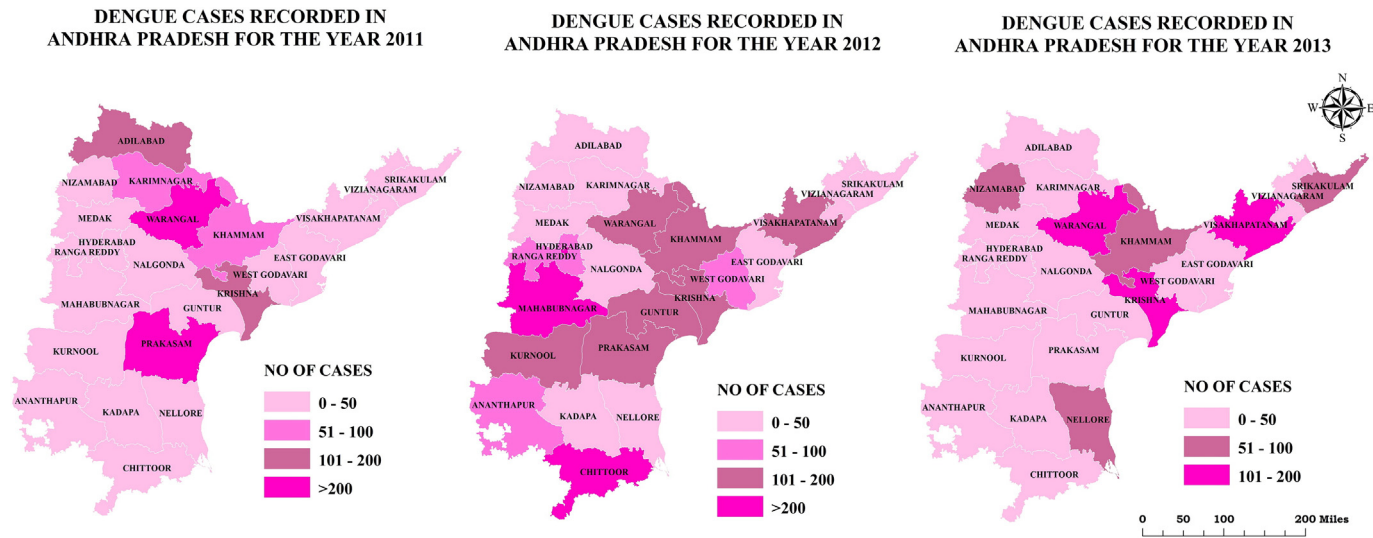 DENGUE CASES RECORDED IN
ANDHRA PRADESH FOR THE YEAR 2011
ADILABAD
NIZAMABAD
KARIMNAGAR
SRIKAKULAM
VIZIANAGARAM
MEDAK
WARANGAL
VISAKHAPATANAM
KHAMMAM
HYDERABAD
RANGA REDDY
EAST GODAVARI
NALGONDA
WEST GODAVARI
KRISHNA
MAHABUBNAGAR
GUNTUR
PRAKASAM
KURNOOL
ANANTHAPUR
KADAPA
NELLORE
CHITTOOR
NO OF CASES
0 - 50
51 - 100
101 - 200
>200
DENGUE CASES RECORDED IN
ANDHRA PRADESH FOR THE YEAR 2012
ADILABAD
NIZAMABAD
KARIMNAGAR
SRIKAKULAM
VIZIANAGARAM
MEDAK
WARANGAL
VISAKHAPATANAM
KHAMMAM
HYDERABAD
RANGA REDDY
EAST GODAVARI
NALGONDA
WEST GODAVARI
KRISHNA
MAHABUBNAGAR
GUNTUR
PRAKASAM
KURNOOL
ANANTHAPUR
KADAPA
NELLORE
CHITTOOR
NO OF CASES
0 - 50
51 - 100
101 - 200
>200
DENGUE CASES RECORDED IN
ANDHRA PRADESH FOR THE YEAR 2013
N
W
E
S
ADILABAD
NIZAMABAD
KARIMNAGAR
SRIKAKULAM
VIZIANAGARAM
MEDAK
WARANGAL
VISAKHAPATANAM
KHAMMAM
HYDERABAD
RANGA REDDY
EAST GODAVARI
NALGONDA
WEST GODAVARI
KRISHNA
MAHABUBNAGAR
GUNTUR
PRAKASAM
KURNOOL
ANANTHAPUR
KADAPA
NELLORE
CHITTOOR
NO OF CASES
0 - 50
51 - 100
101 - 200
0 50 100 200 Miles